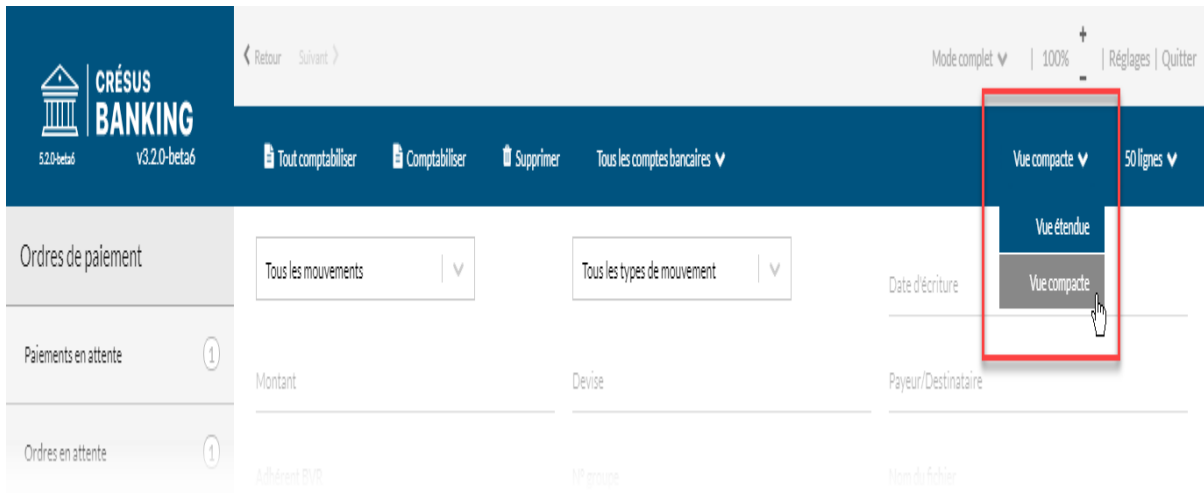 Retour Suivant
Mode complet | 100% + - | Réglages | Quitter
CRÉSUS
BANKING
5.2.0-beta6 v3.2.0-beta6
Tout comptabiliser Comptabiliser Supprimer Tous les comptes bancaires Vue compacte 50 lignes
Vue étendue
Vue compacte
Ordres de paiement
Tous les mouvements Tous les types de mouvement Date d'écriture
Paiements en attente 1
Montant Devise Payeur/Destinataire
Ordres en attente 1
Adhérent BVR N° groupe Nom du fichier